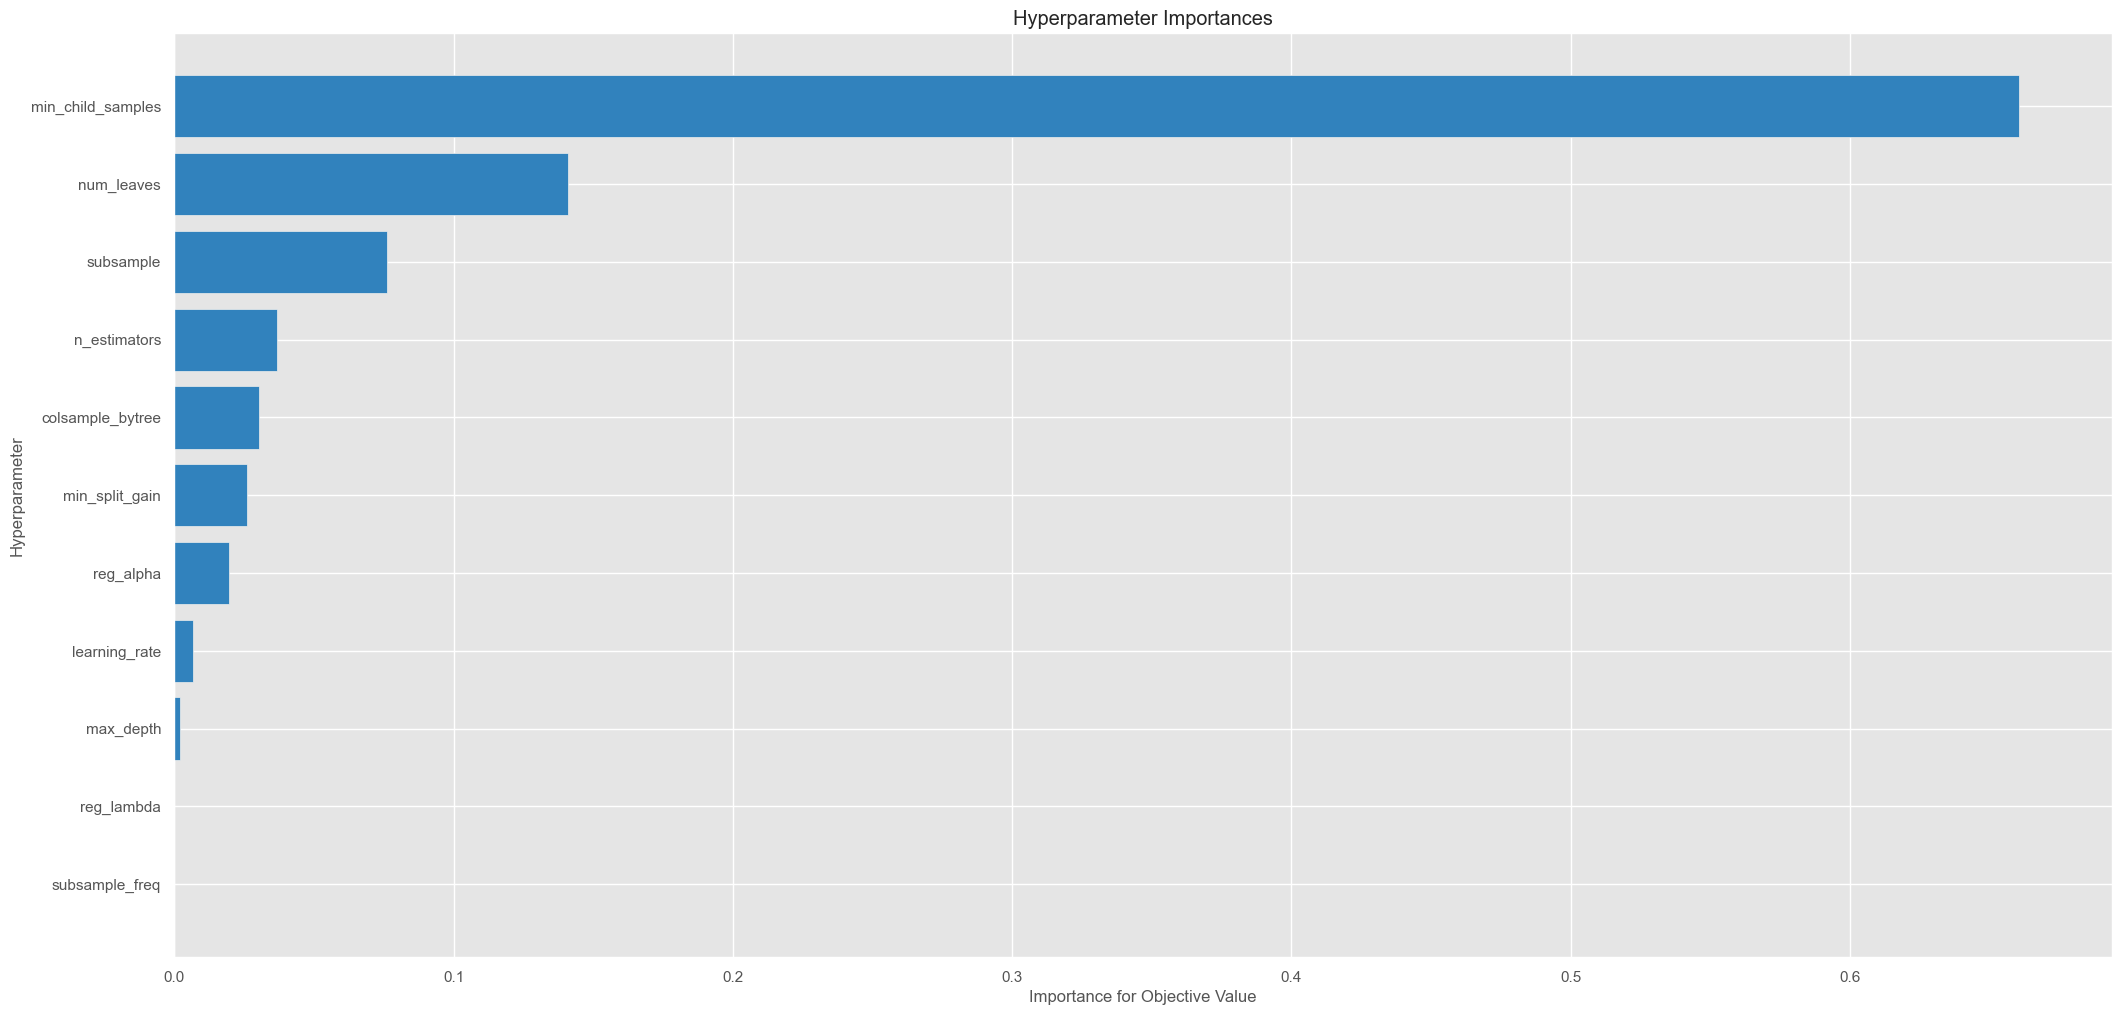 Hyperparameter Importances
Hyperparameter
min_child_samples
num_leaves
subsample
n_estimators
colsample_bytree
min_split_gain
reg_alpha
learning_rate
max_depth
reg_lambda
subsample_freq
0.0 0.1 0.2 0.3 0.4 0.5 0.6
Importance for Objective Value